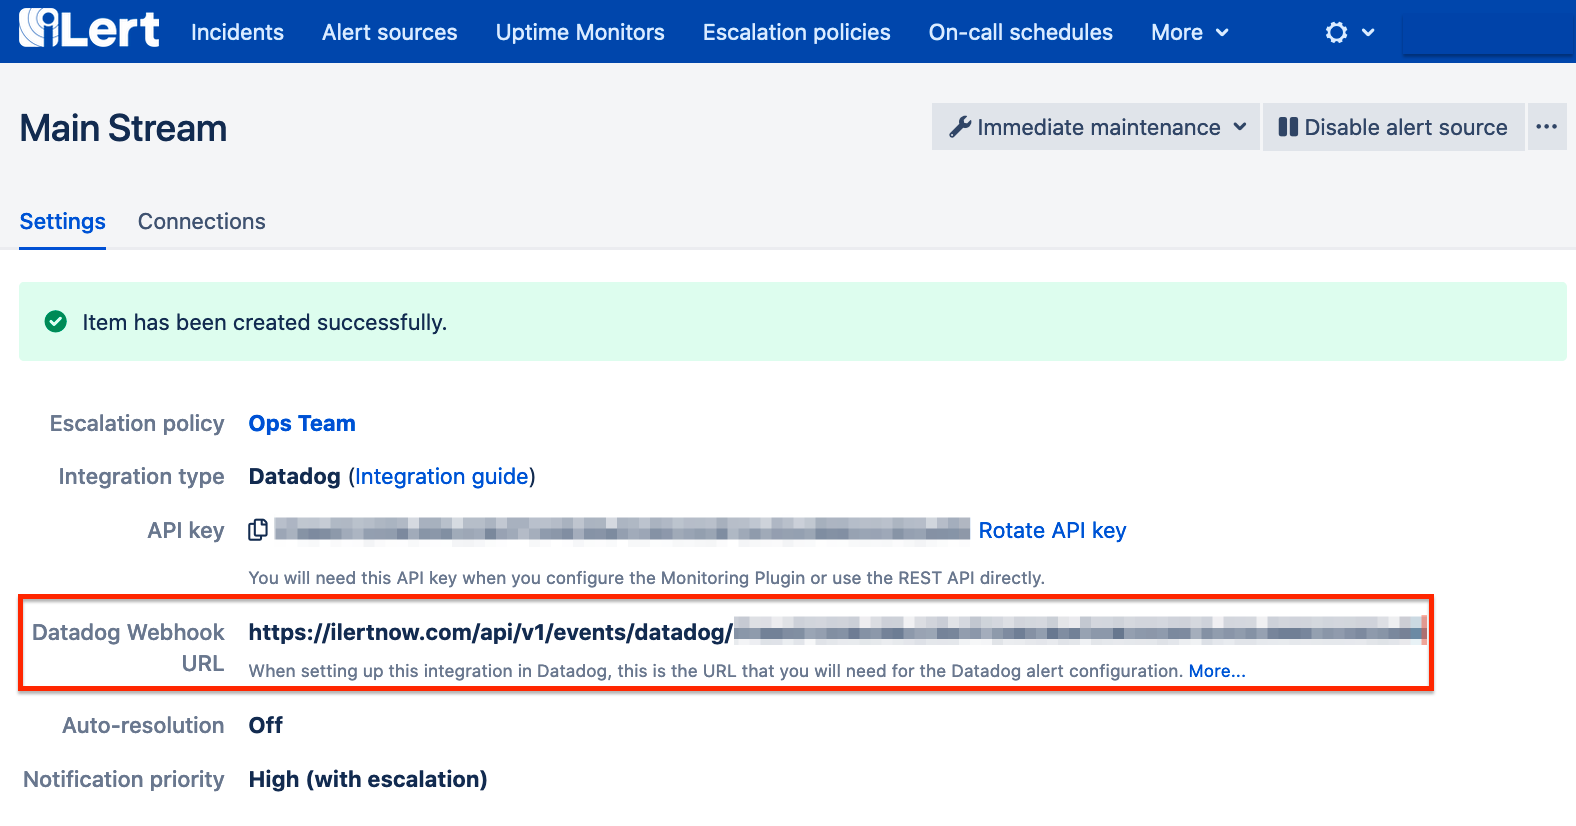 iLert Incidents Alert sources Uptime Monitors Escalation policies On-call schedules More
Main Stream
Immediate maintenance Disable alert source ...
Settings Connections
Item has been created successfully.
Escalation policy Ops Team
Integration type Datadog (Integration guide)
API key Rotate API key
You will need this API key when you configure the Monitoring Plugin or use the REST API directly.
Datadog Webhook URL https://ilertnow.com/api/v1/events/datadog/
When setting up this integration in Datadog, this is the URL that you will need for the Datadog alert configuration. More...
Auto-resolution Off
Notification priority High (with escalation)